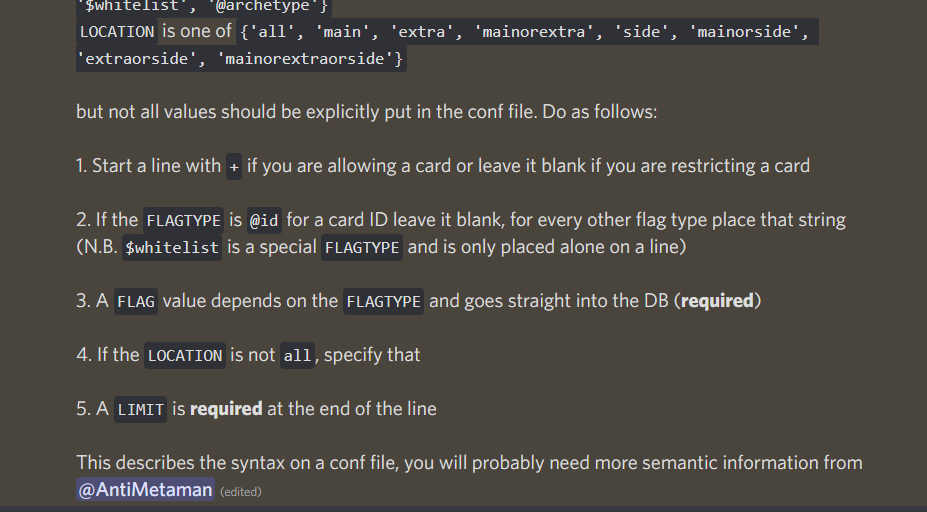 '$whitelist', '@archetype'}
LOCATION is one of {'all', 'main', 'extra', 'mainorextra', 'side', 'mainorside',
'extraorside', 'mainorextraorside'}
but not all values should be explicitly put in the conf file. Do as follows:
1. Start a line with + if you are allowing a card or leave it blank if you are restricting a card
2. If the FLAGTYPE is @id for a card ID leave it blank, for every other flag type place that string
(N.B. $whitelist is a special FLAGTYPE and is only placed alone on a line)
3. A FLAG value depends on the FLAGTYPE and goes straight into the DB (required)
4. If the LOCATION is not all, specify that
5. A LIMIT is required at the end of the line
This describes the syntax on a conf file, you will probably need more semantic information from
@AntiMetaman (edited)